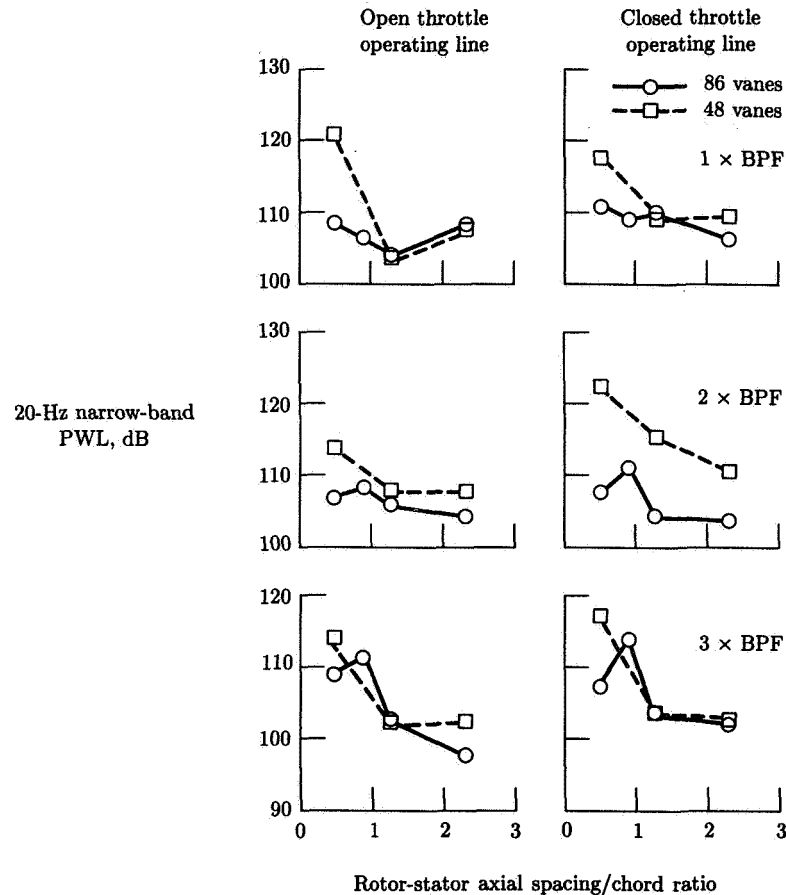 Open throttle
operating line
Closed throttle
operating line
130
120
110
100
86 vanes
48 vanes
1 × BPF
130
120
110
100
2 × BPF
20-Hz narrow-band
PWL, dB
120
110
100
90
3 × BPF
0 1 2 3
0 1 2 3
Rotor-stator axial spacing/chord ratio